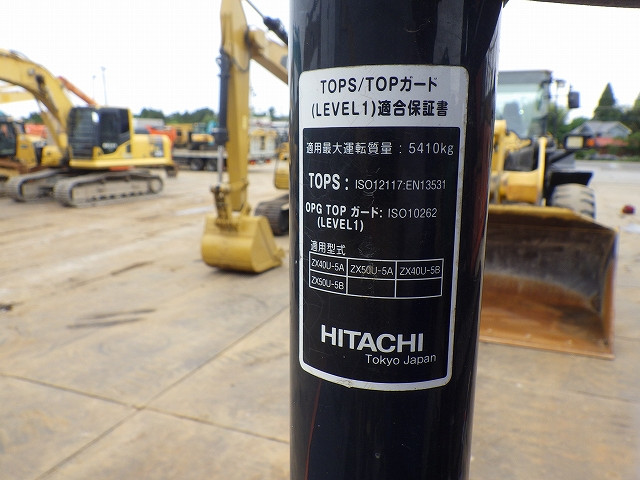 TOPS/TOPガード
(LEVEL1)適合保証書
適用最大運転質量：5410kg
TOPS：ISO12117:EN13531
OPG TOP ガード：ISO10262
(LEVEL1)
適用型式
ZX40U-5A ZX50U-5A ZX40U-5B
ZX50U-5B
HITACHI
Tokyo Japan